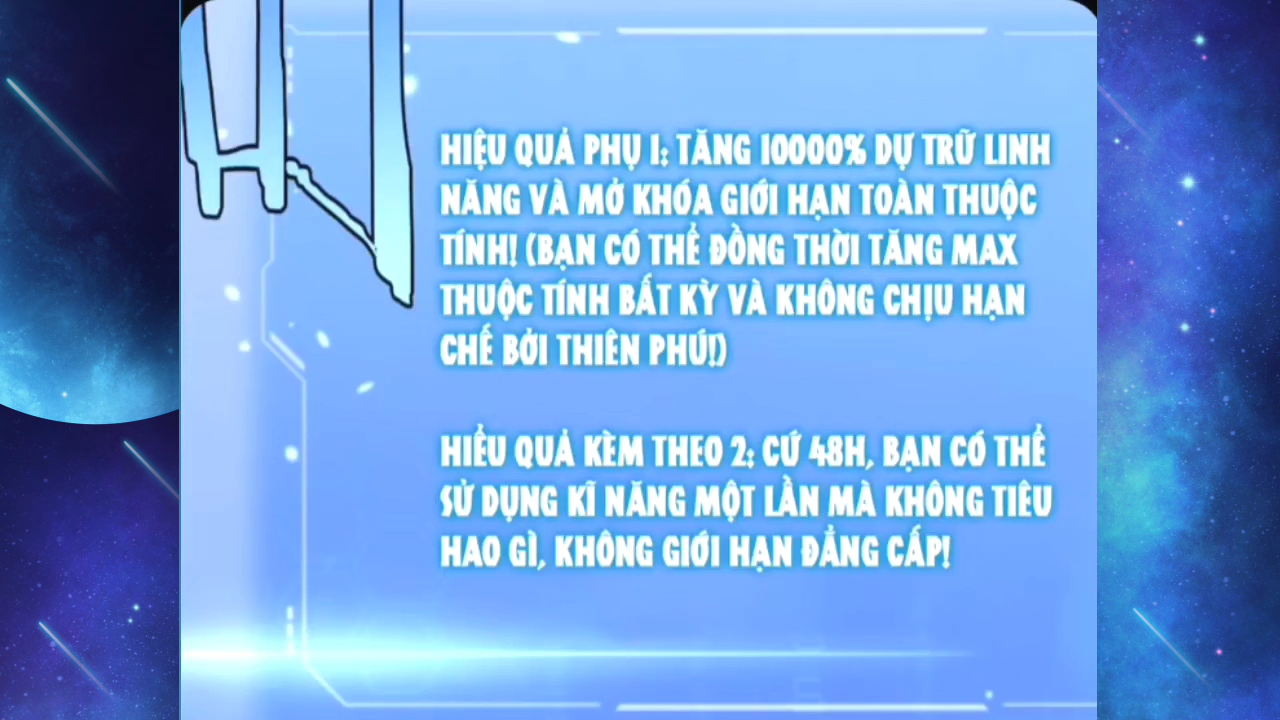 HIỆU QUẢ PHỤ 1: TĂNG 10000% DỰ TRỮ LINH
NĂNG VÀ MỞ KHÓA GIỚI HẠN TOÀN THUỘC
TÍNH! (BẠN CÓ THỂ ĐỒNG THỜI TĂNG MAX
THUỘC TÍNH BẤT KỲ VÀ KHÔNG CHỊU HẠN
CHẾ BỞI THIÊN PHÚ!)
HIỂU QUẢ KÈM THEO 2: CỨ 48H, BẠN CÓ THỂ
SỬ DỤNG KĨ NĂNG MỘT LẦN MÀ KHÔNG TIÊU
HAO GÌ, KHÔNG GIỚI HẠN ĐẲNG CẤP!